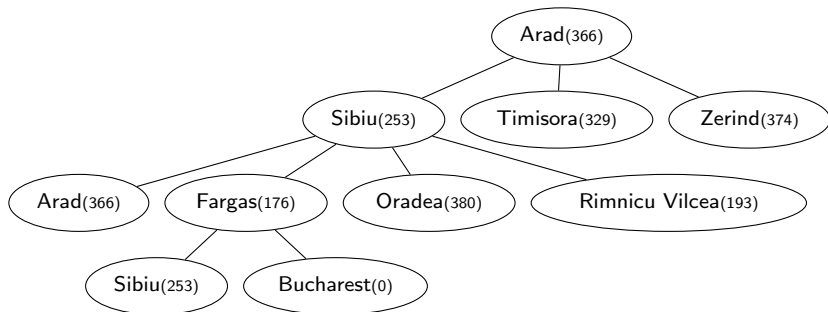 Arad(366)
Sibiu(253) Timisora(329) Zerind(374)
Arad(366) Fargas(176) Oradea(380) Rimnicu Vilcea(193)
Sibiu(253) Bucharest(0)